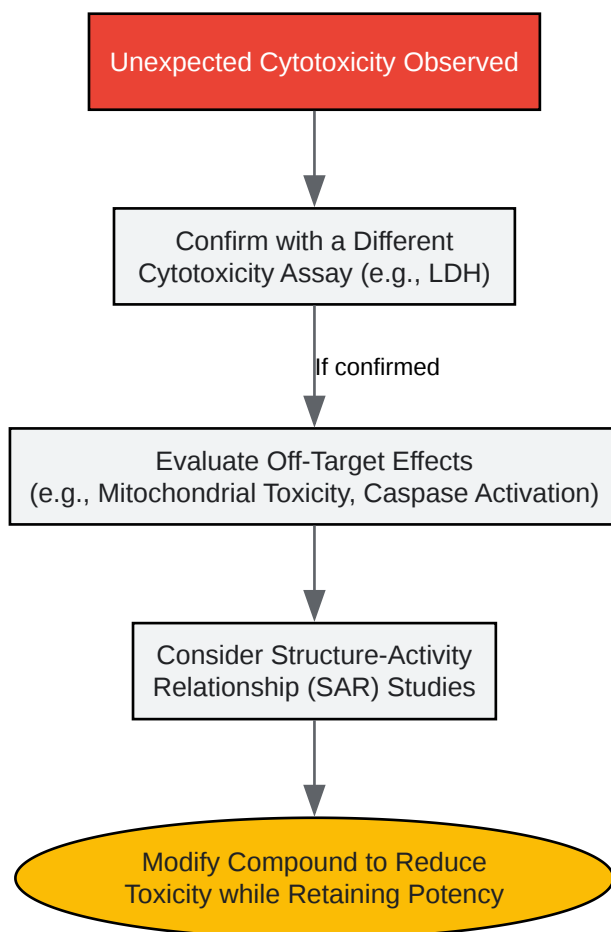 Unexpected Cytotoxicity Observed
Confirm with a Different
Cytotoxicity Assay (e.g., LDH)
If confirmed
Evaluate Off-Target Effects
(e.g., Mitochondrial Toxicity, Caspase Activation)
Consider Structure-Activity
Relationship (SAR) Studies
Modify Compound to Reduce
Toxicity while Retaining Potency